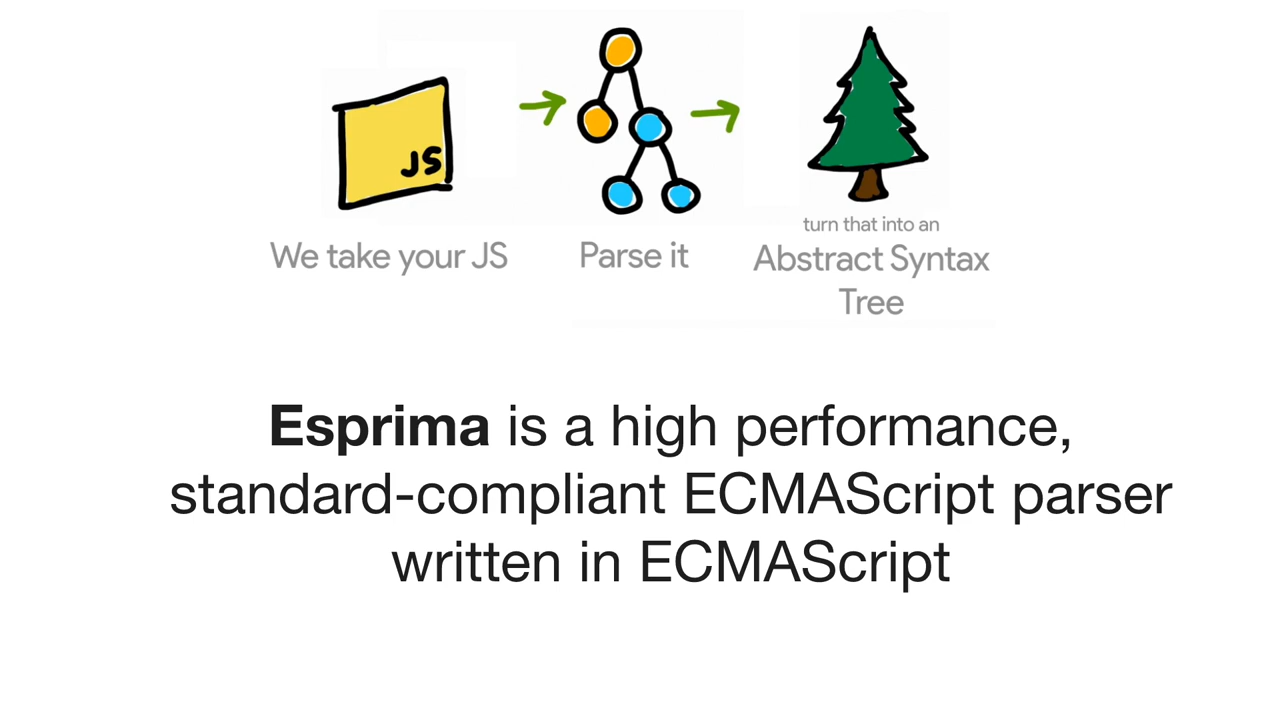 JS
We take your JS
Parse it
turn that into an
Abstract Syntax
Tree
Esprima is a high performance,
standard-compliant ECMAScript parser
written in ECMAScript